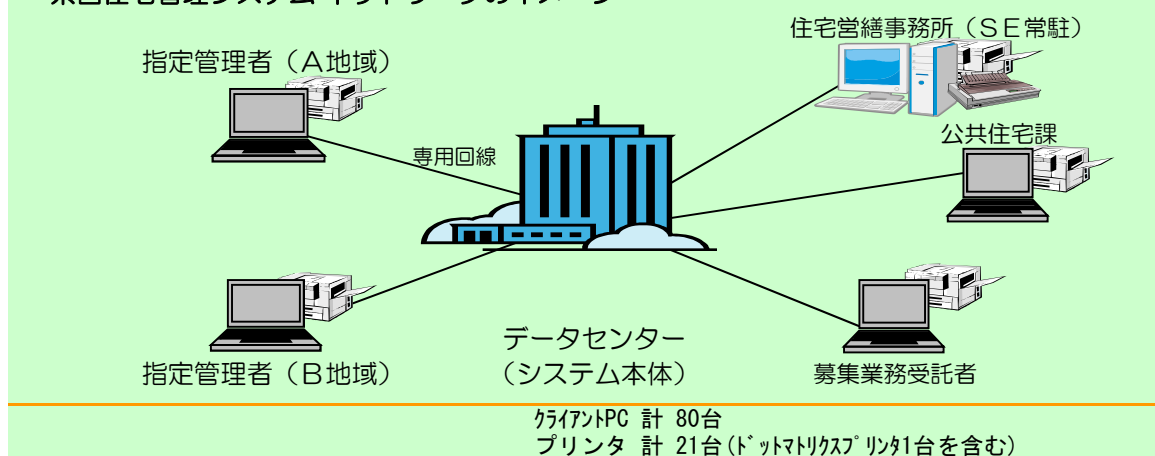 住宅営繕事務所（ＳＥ常駐）
指定管理者（Ａ地域）
公共住宅課
専用回線
データセンター
（システム本体）
指定管理者（Ｂ地域）
募集業務受託者
ｸﾗｲｱﾝﾄPC 計 80台
プリンタ 計 21台(ﾄﾞｯﾄﾏﾄﾘｸｽﾌﾟﾘﾝﾀ1台を含む)